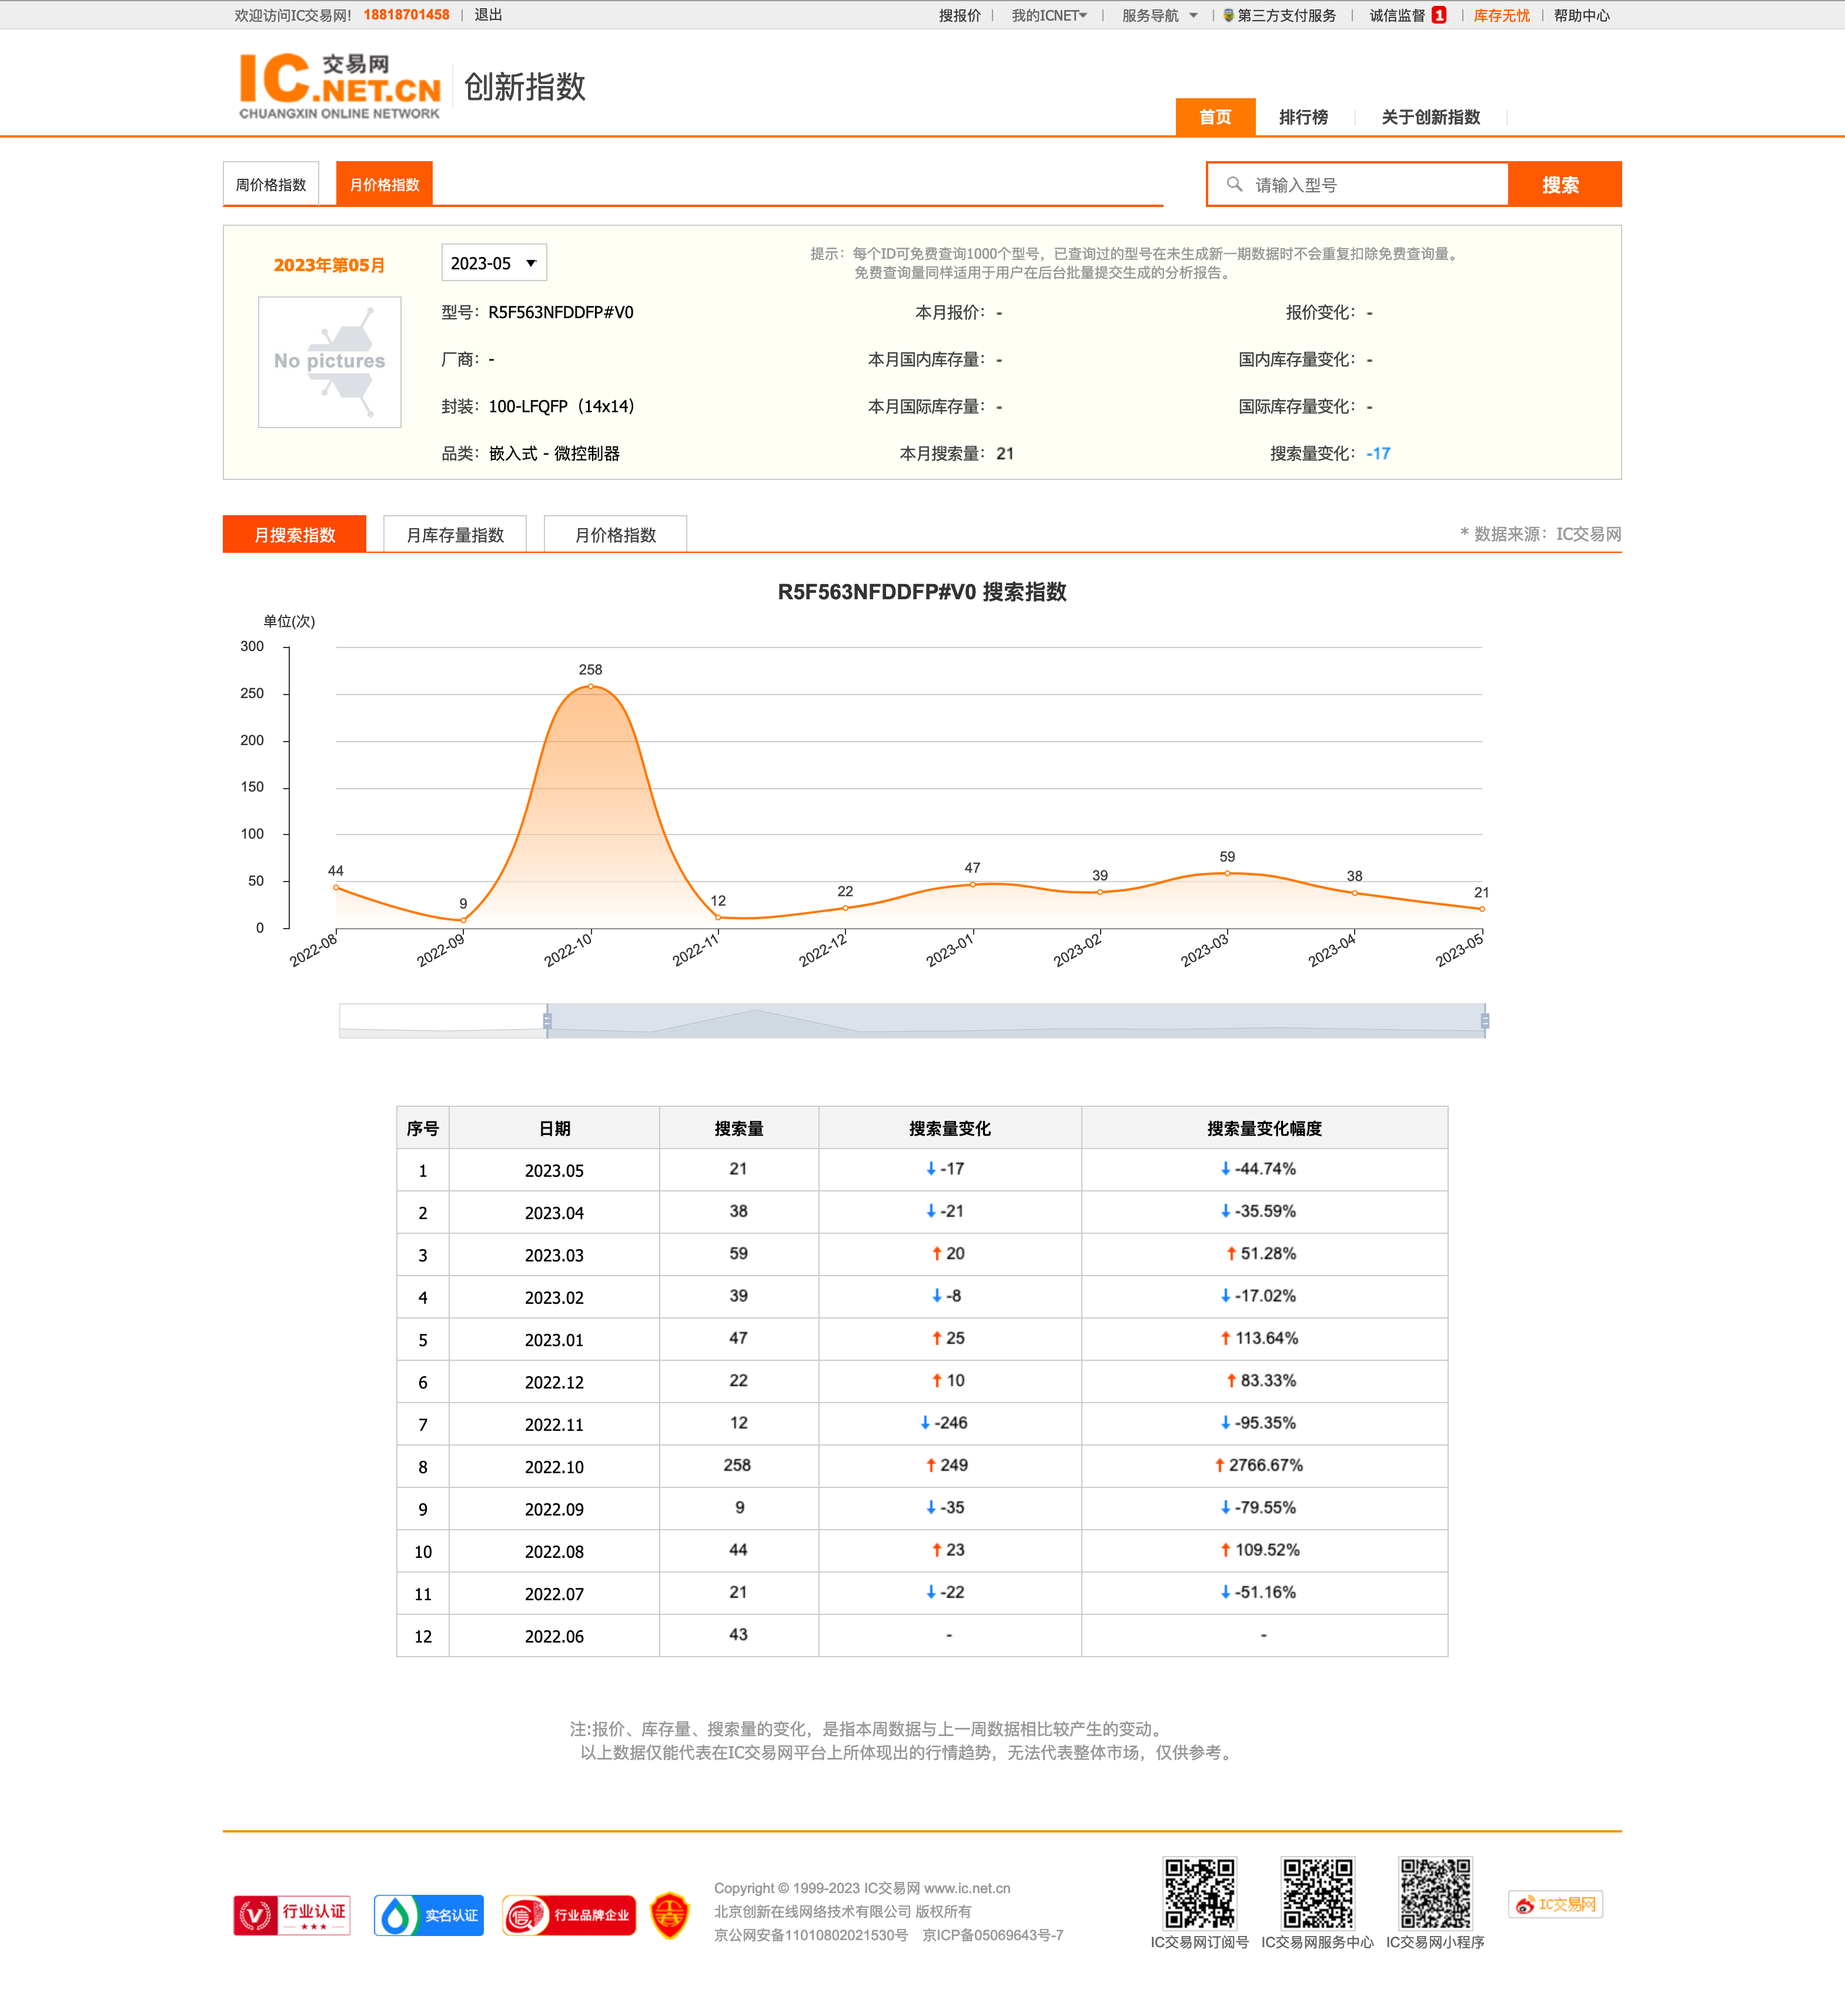 欢迎访问IC交易网! 18818701458 | 退出
搜报价 | 我的ICNET | 服务导航 | 第三方支付服务 | 诚信监督 1 | 库存无忧 | 帮助中心
IC交易网.NET.CN
CHUANGXIN ONLINE NETWORK
创新指数
首页 排行榜 关于创新指数
周价格指数 月价格指数
请输入型号 搜索
2023年第05月
2023-05
提示：每个ID可免费查询1000个型号，已查询过的型号在未生成新一期数据时不会重复扣除免费查询量。
免费查询量同样适用于用户在后台批量提交生成的分析报告。
No pictures
型号：R5F563NFDDFP#V0 本月报价：- 报价变化：-
厂商：- 本月国内库存量：- 国内库存量变化：-
封装：100-LFQFP（14x14） 本月国际库存量：- 国际库存量变化：-
品类：嵌入式 - 微控制器 本月搜索量：21 搜索量变化：-17
月搜索指数 月库存量指数 月价格指数
* 数据来源：IC交易网
R5F563NFDDFP#V0 搜索指数
单位(次)
300
250
200
150
100
50
0
44 9 258 12 22 47 39 59 38 21
2022-08 2022-09 2022-10 2022-11 2022-12 2023-01 2023-02 2023-03 2023-04 2023-05
序号 日期 搜索量 搜索量变化 搜索量变化幅度
1 2023.05 21 ↓-17 ↓-44.74%
2 2023.04 38 ↓-21 ↓-35.59%
3 2023.03 59 ↑20 ↑51.28%
4 2023.02 39 ↓-8 ↓-17.02%
5 2023.01 47 ↑25 ↑113.64%
6 2022.12 22 ↑10 ↑83.33%
7 2022.11 12 ↓-246 ↓-95.35%
8 2022.10 258 ↑249 ↑2766.67%
9 2022.09 9 ↓-35 ↓-79.55%
10 2022.08 44 ↑23 ↑109.52%
11 2022.07 21 ↓-22 ↓-51.16%
12 2022.06 43 - -
注:报价、库存量、搜索量的变化，是指本周数据与上一周数据相比较产生的变动。
以上数据仅能代表在IC交易网平台上所体现出的行情趋势，无法代表整体市场，仅供参考。
行业认证
实名认证
信 行业品牌企业
Copyright © 1999-2023 IC交易网 www.ic.net.cn
北京创新在线网络技术有限公司 版权所有
京公网安备11010802021530号 京ICP备05069643号-7
IC交易网订阅号 IC交易网服务中心 IC交易网小程序
IC交易网